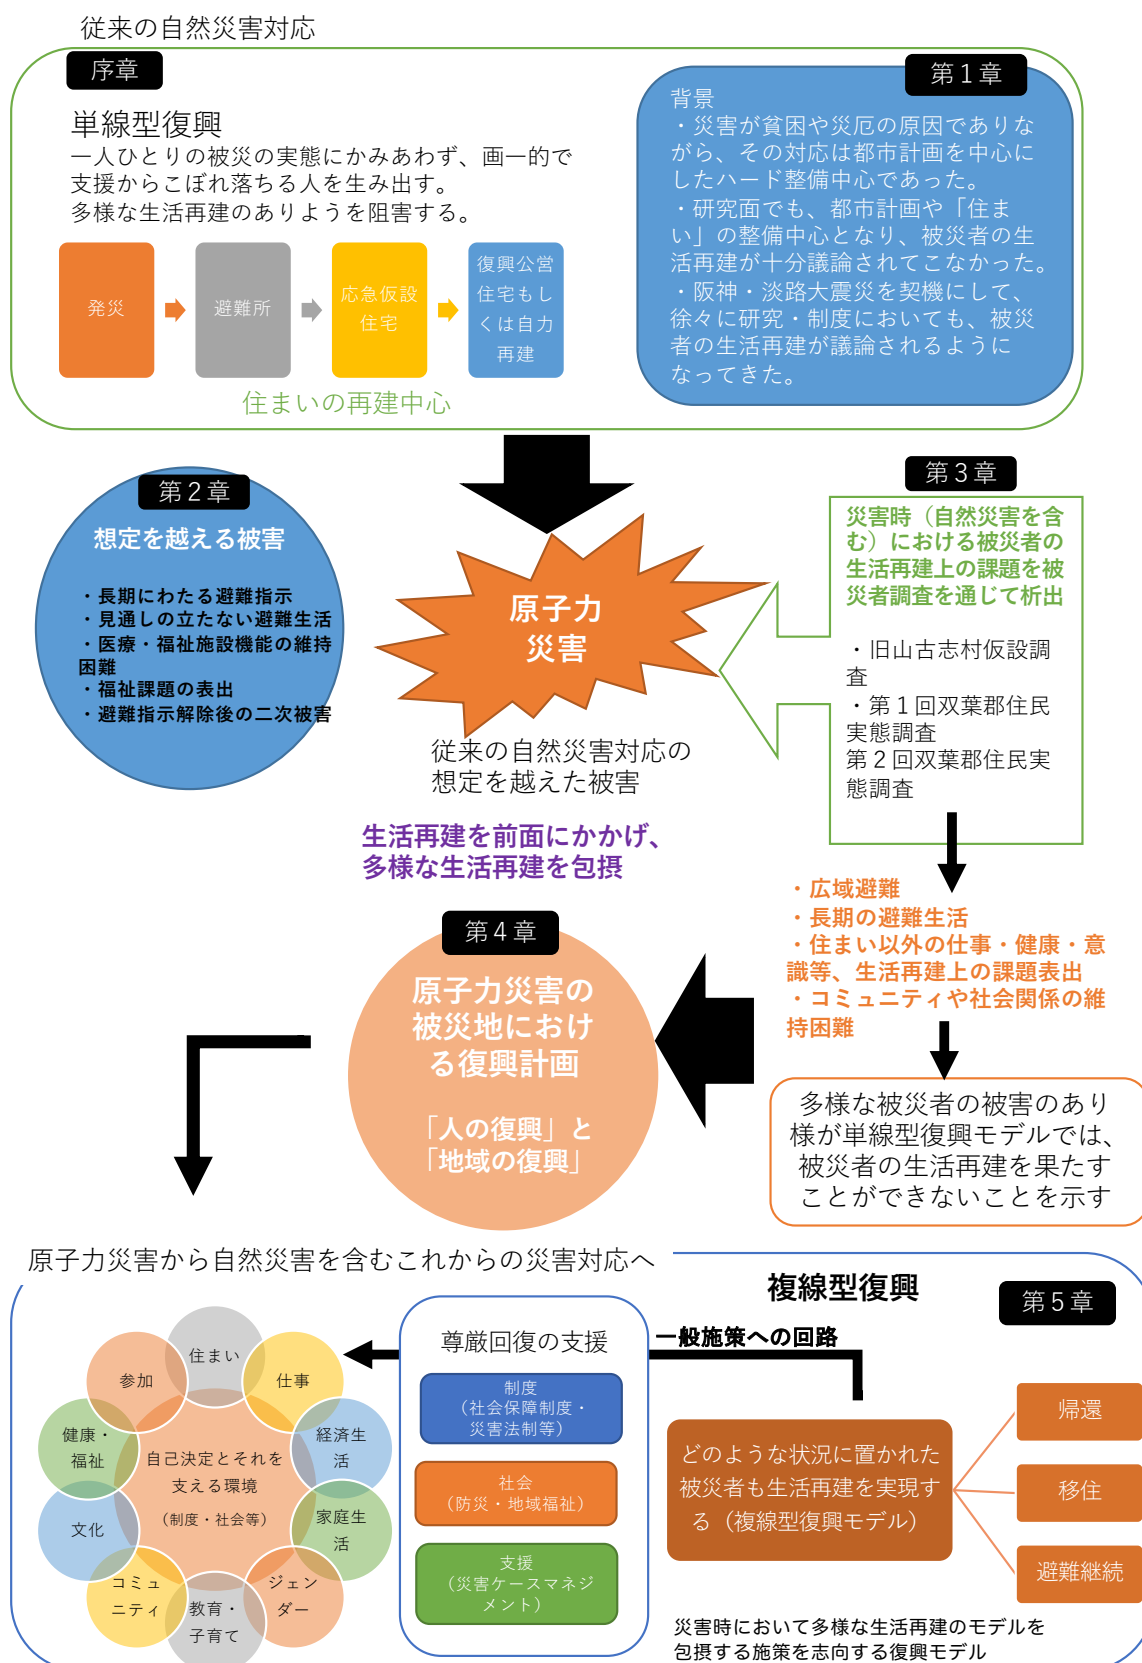 従来の自然災害対応
序章
単線型復興
一人ひとりの被災の実態にかみあわず、画一的で
支援からこぼれ落ちる人を生み出す。
多様な生活再建のありようを阻害する。
発災
避難所
応急仮設
住宅
復興公営
住宅もし
くは自力
再建
住まいの再建中心
第１章
背景
・災害が貧困や災厄の原因でありな
がら、その対応は都市計画を中心に
したハード整備中心であった。
・研究面でも、都市計画や「住ま
い」の整備中心となり、被災者の生
活再建が十分議論されてこなかった。
・阪神・淡路大震災を契機にして、
徐々に研究・制度においても、被災
者の生活再建が議論されるように
なってきた。
第２章
想定を越える被害
・長期にわたる避難指示
・見通しの立たない避難生活
・医療・福祉施設機能の維持
困難
・福祉課題の表出
・避難指示解除後の二次被害
原子力
災害
従来の自然災害対応の
想定を越えた被害
第３章
災害時（自然災害を含
む）における被災者の
生活再建上の課題を被
災者調査を通じて析出
・旧山古志村仮設調
査
・第１回双葉郡住民
実態調査
第２回双葉郡住民実
態調査
生活再建を前面にかかげ、
多様な生活再建を包摂
・広域避難
・長期の避難生活
・住まい以外の仕事・健康・意
識等、生活再建上の課題表出
・コミュニティや社会関係の維
持困難
第４章
原子力災害の
被災地におけ
る復興計画
「人の復興」と
「地域の復興」
多様な被災者の被害のあり
様が単線型復興モデルでは、
被災者の生活再建を果たす
ことができないことを示す
原子力災害から自然災害を含むこれからの災害対応へ
複線型復興
第５章
住まい
仕事
経済生
活
家庭生
活
ジェン
ダー
教育・
子育て
コミュ
ニティ
文化
健康・
福祉
参加
自己決定とそれを
支える環境
（制度・社会等）
尊厳回復の支援
制度
（社会保障制度・
災害法制等）
社会
（防災・地域福祉）
支援
（災害ケースマネジ
メント）
一般施策への回路
どのような状況に置かれた
被災者も生活再建を実現す
る（複線型復興モデル）
帰還
移住
避難継続
災害時において多様な生活再建のモデルを
包摂する施策を志向する復興モデル